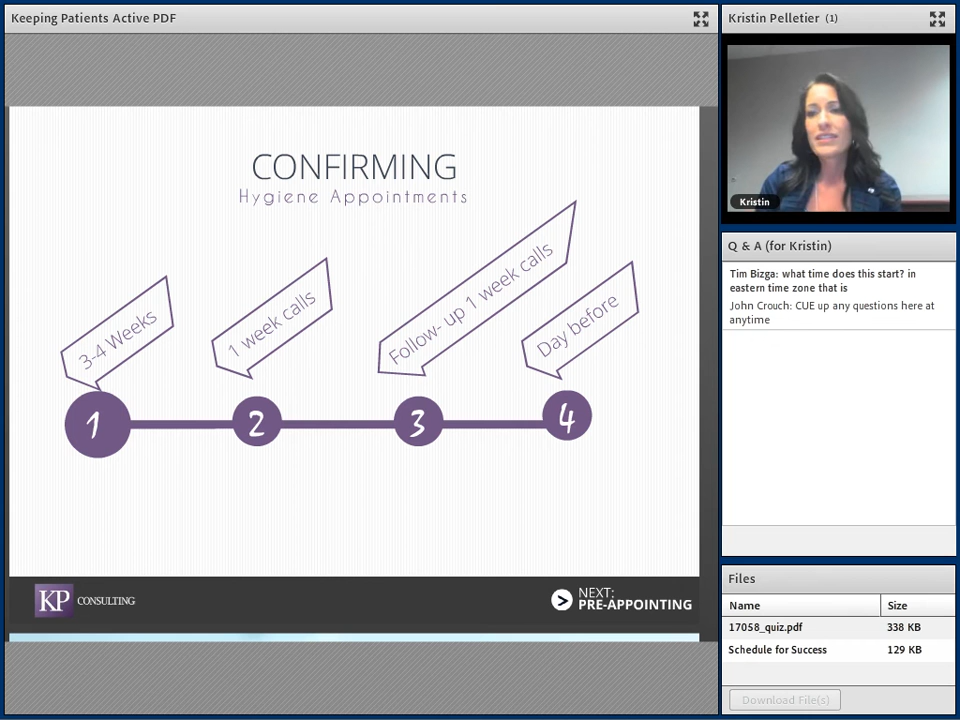 Keeping Patients Active PDF
CONFIRMING
Hygiene Appointments
3-4 Weeks
1 week calls
Follow- up 1 week calls
Day before
1
2
3
4
KP CONSULTING
NEXT:
PRE-APPOINTING
Kristin Pelletier (1)
Kristin
Q & A (for Kristin)
Tim Bizga: what time does this start? in
eastern time zone that is
John Crouch: CUE up any questions here at
anytime
Files
Name Size
17058_quiz.pdf 338 KB
Schedule for Success 129 KB
Download File(s)